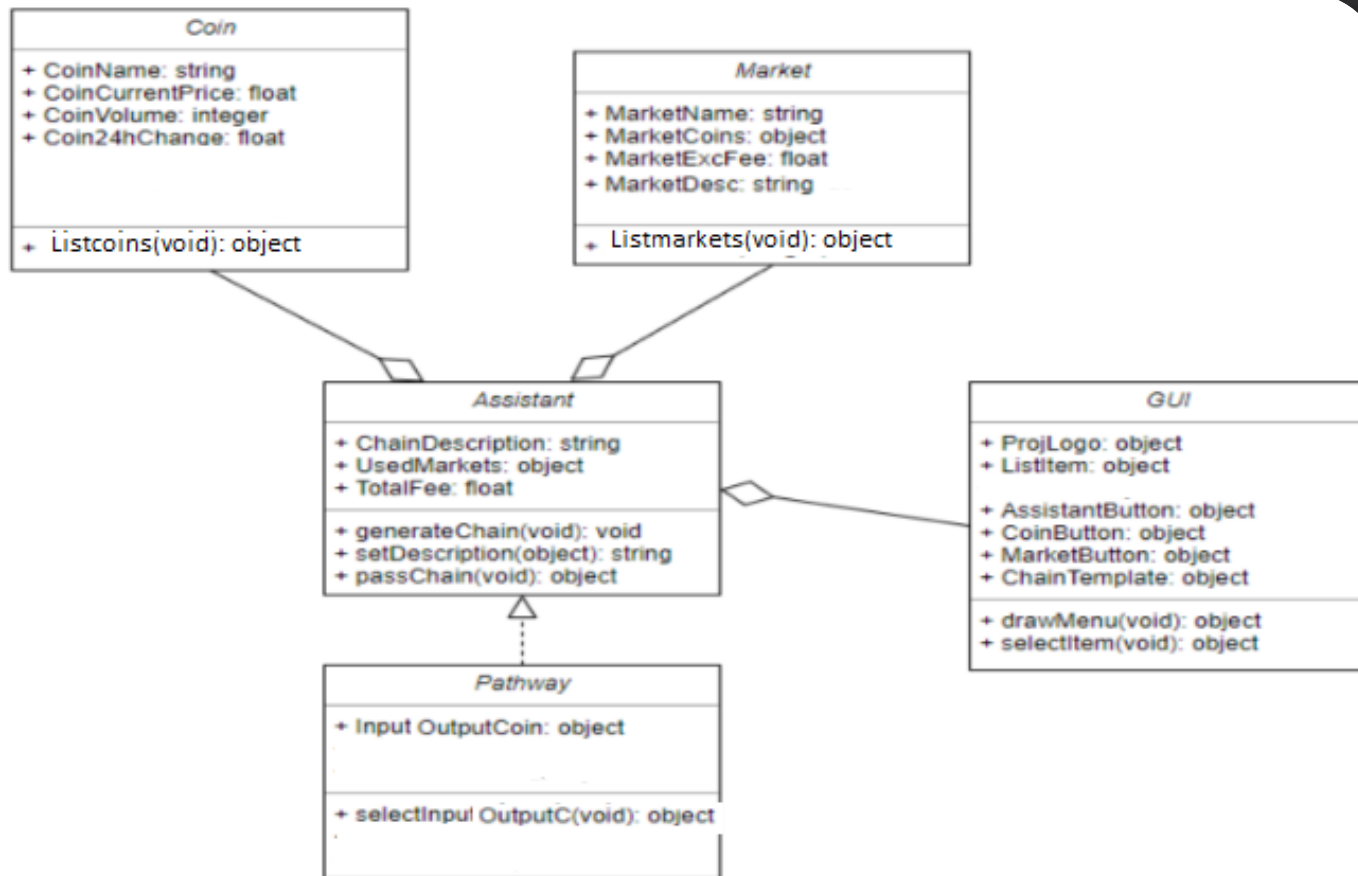 Coin
+ CoinName: string
+ CoinCurrentPrice: float
+ CoinVolume: integer
+ Coin24hChange: float
+ Listcoins(void): object
Market
+ MarketName: string
+ MarketCoins: object
+ MarketExcFee: float
+ MarketDesc: string
+ Listmarkets(void): object
Assistant
+ ChainDescription: string
+ UsedMarkets: object
+ TotalFee: float
+ generateChain(void): void
+ setDescription(object): string
+ passChain(void): object
GUI
+ ProjLogo: object
+ ListItem: object
+ AssistantButton: object
+ CoinButton: object
+ MarketButton: object
+ ChainTemplate: object
+ drawMenu(void): object
+ selectItem(void): object
Pathway
+ Input OutputCoin: object
+ selectInput OutputC(void): object